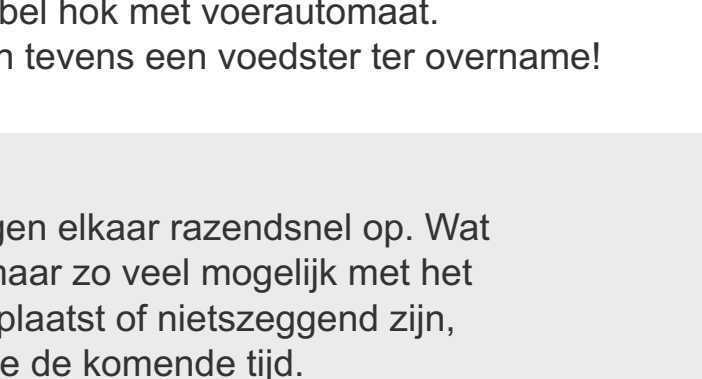 bel hok met voerautomaat.
n tevens een voedster ter overname!
gen elkaar razendsnel op. Wat
naar zo veel mogelijk met het
plaatst of nietszeggend zijn,
e de komende tijd.